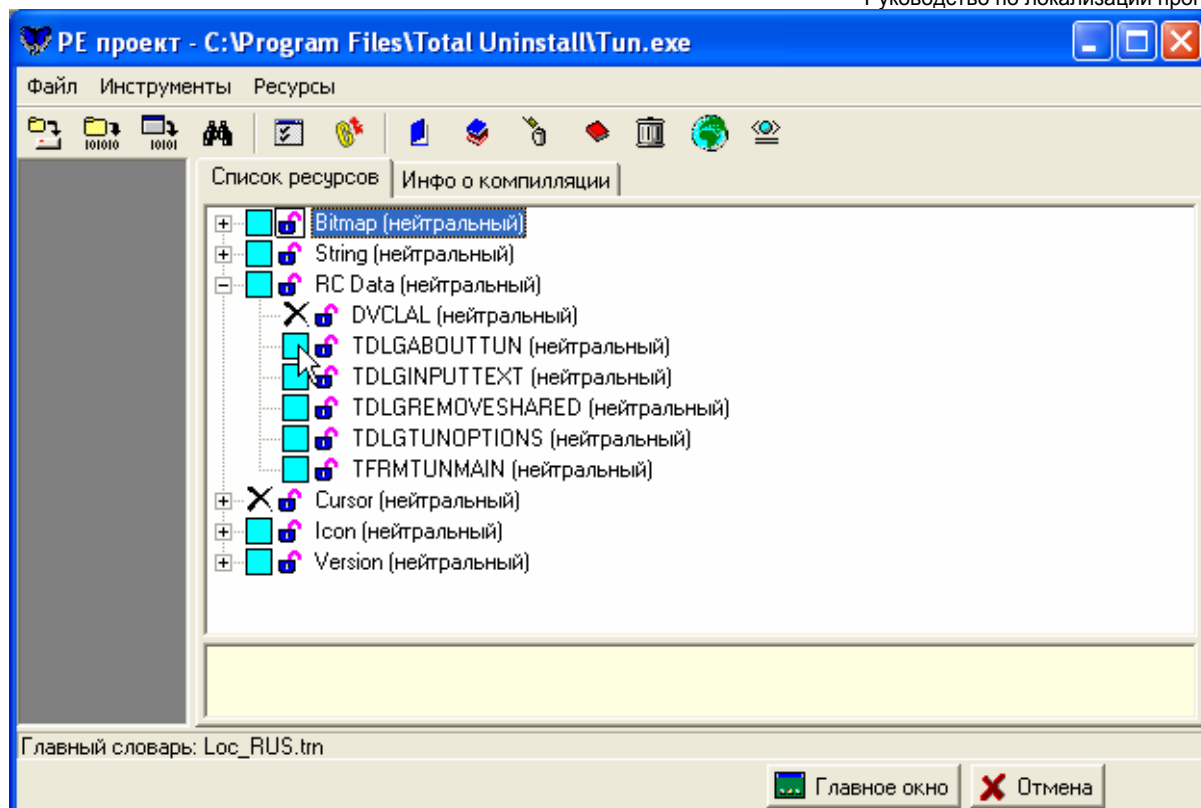 Руководство по локализации прог
PE проект - C:\Program Files\Total Uninstall\Tun.exe
Файл Инструменты Ресурсы
101010 10101
Список ресурсов Инфо о компилляции
Bitmap (нейтральный)
String (нейтральный)
RC Data (нейтральный)
DVCLAL (нейтральный)
TDLGABOUTTUN (нейтральный)
TDLGINPUTTEXT (нейтральный)
TDLGREMOVESHARED (нейтральный)
TDLGTUNOPTIONS (нейтральный)
TFRMTUNMAIN (нейтральный)
Cursor (нейтральный)
Icon (нейтральный)
Version (нейтральный)
Главный словарь: Loc_RUS.trn
Главное окно Отмена